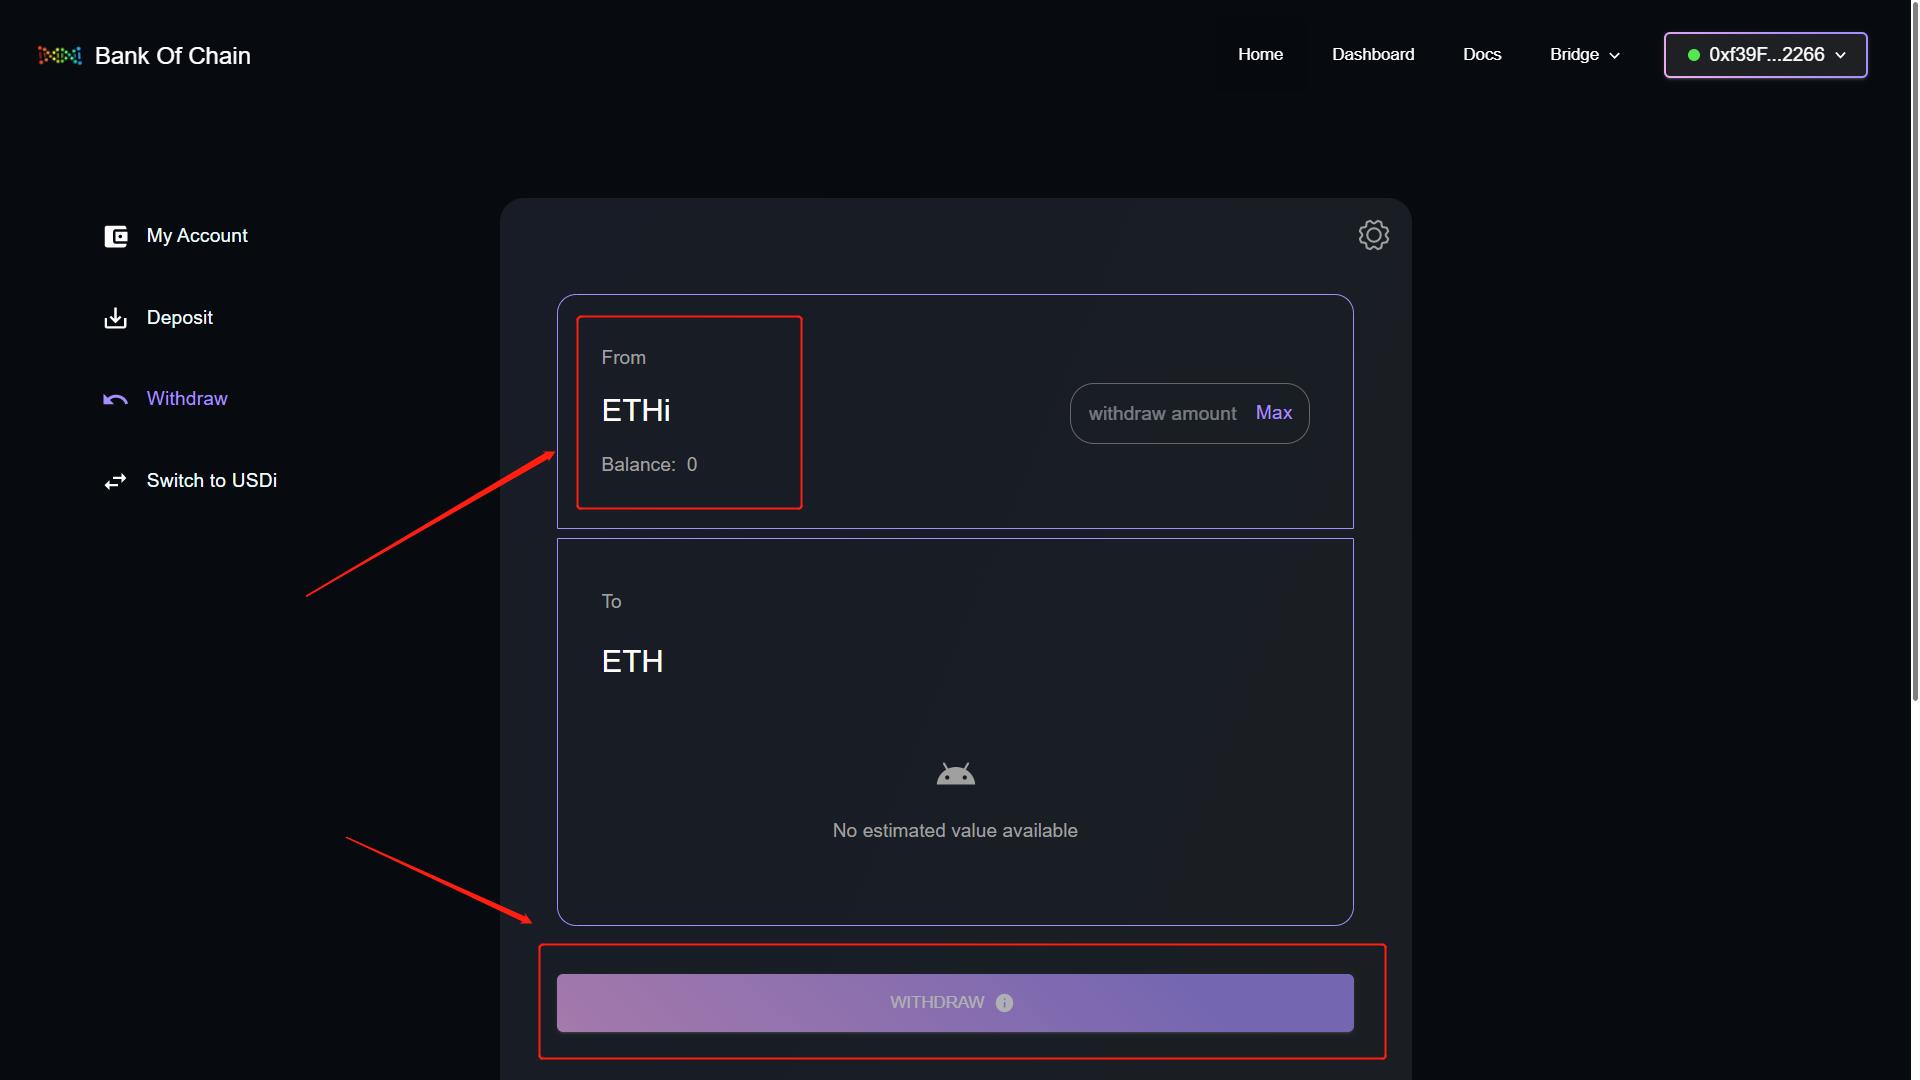 Bank Of Chain
Home
Dashboard
Docs
Bridge
0xf39F...2266
My Account
Deposit
Withdraw
Switch to USDi
From
ETHi
Balance: 0
withdraw amount Max
To
ETH
No estimated value available
WITHDRAW